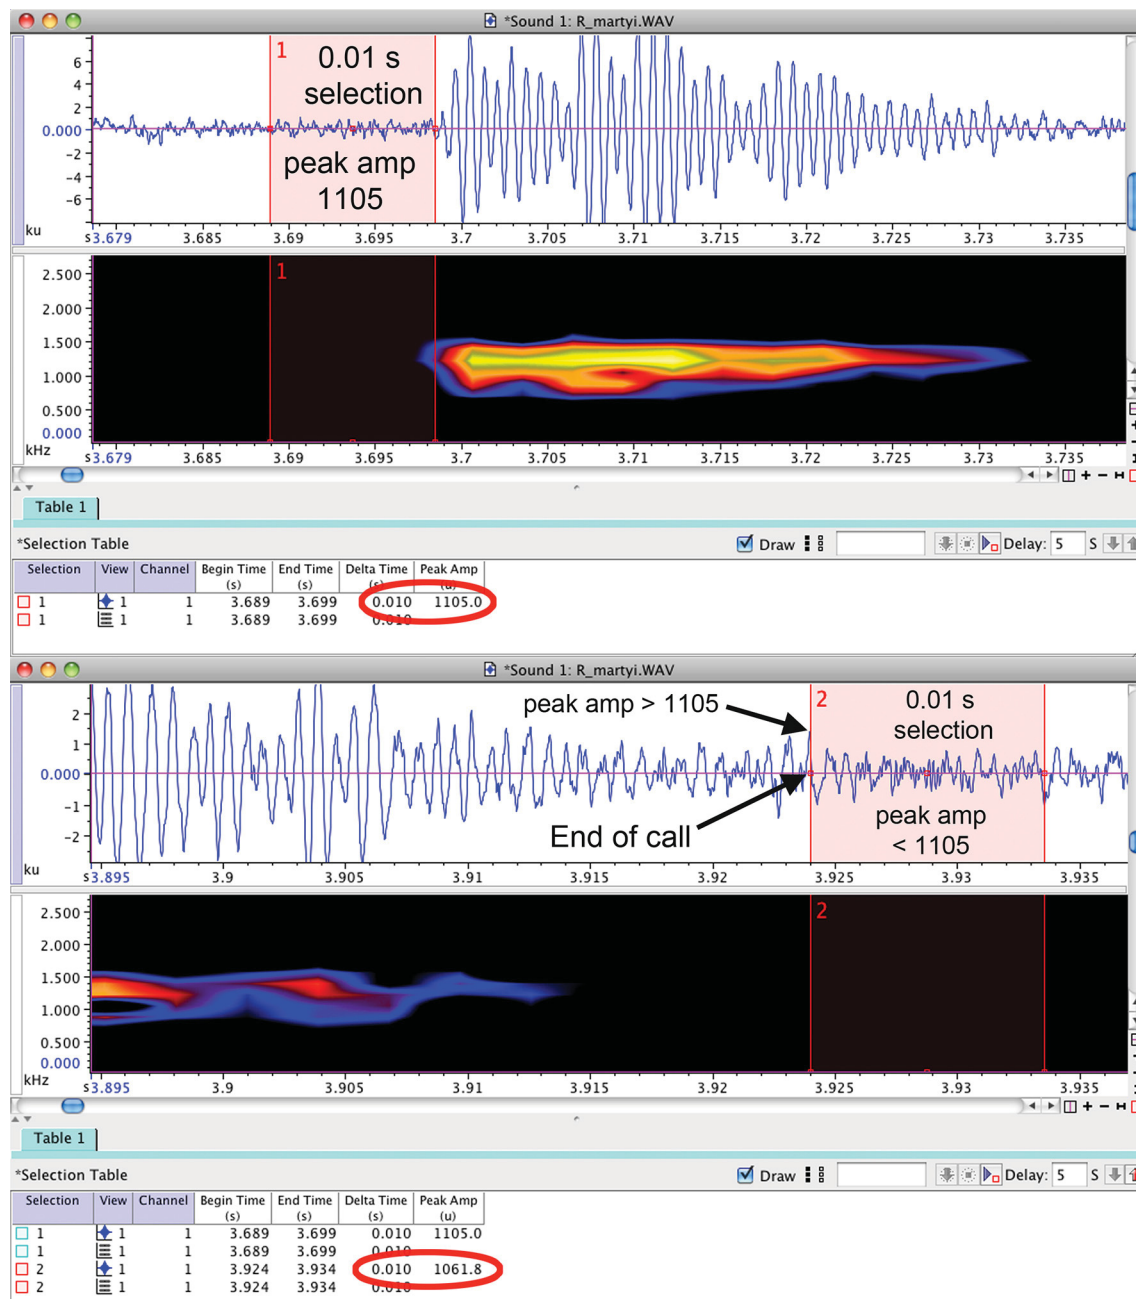 *Sound 1: R_martyi.WAV
1
0.01 s
selection
6
4
2
0.000
-2
-4
-6
ku
peak amp
1105
s3.679 3.685 3.69 3.695 3.7 3.705 3.71 3.715 3.72 3.725 3.73 3.735
1
2.500
2.000
1.500
1.000
0.500
0.000
kHz
s3.679 3.685 3.69 3.695 3.7 3.705 3.71 3.715 3.72 3.725 3.73 3.735
Table 1
*Selection Table Draw Delay: 5 S
Selection View Channel Begin Time (s) End Time (s) Delta Time (s) Peak Amp (u)
1 1 1 3.689 3.699 0.010 1105.0
1 1 1 3.689 3.699 0.010
*Sound 1: R_martyi.WAV
peak amp > 1105
2
0.01 s
selection
2
1
0.000
-1
-2
ku
End of call
peak amp
< 1105
s3.895 3.9 3.905 3.91 3.915 3.92 3.925 3.93 3.935
2
2.500
2.000
1.500
1.000
0.500
0.000
kHz
s3.895 3.9 3.905 3.91 3.915 3.92 3.925 3.93 3.935
Table 1
*Selection Table Draw Delay: 5 S
Selection View Channel Begin Time (s) End Time (s) Delta Time (s) Peak Amp (u)
1 1 1 3.689 3.699 0.010 1105.0
1 1 1 3.689 3.699 0.010
2 1 1 3.924 3.934 0.010 1061.8
2 1 1 3.924 3.934 0.010